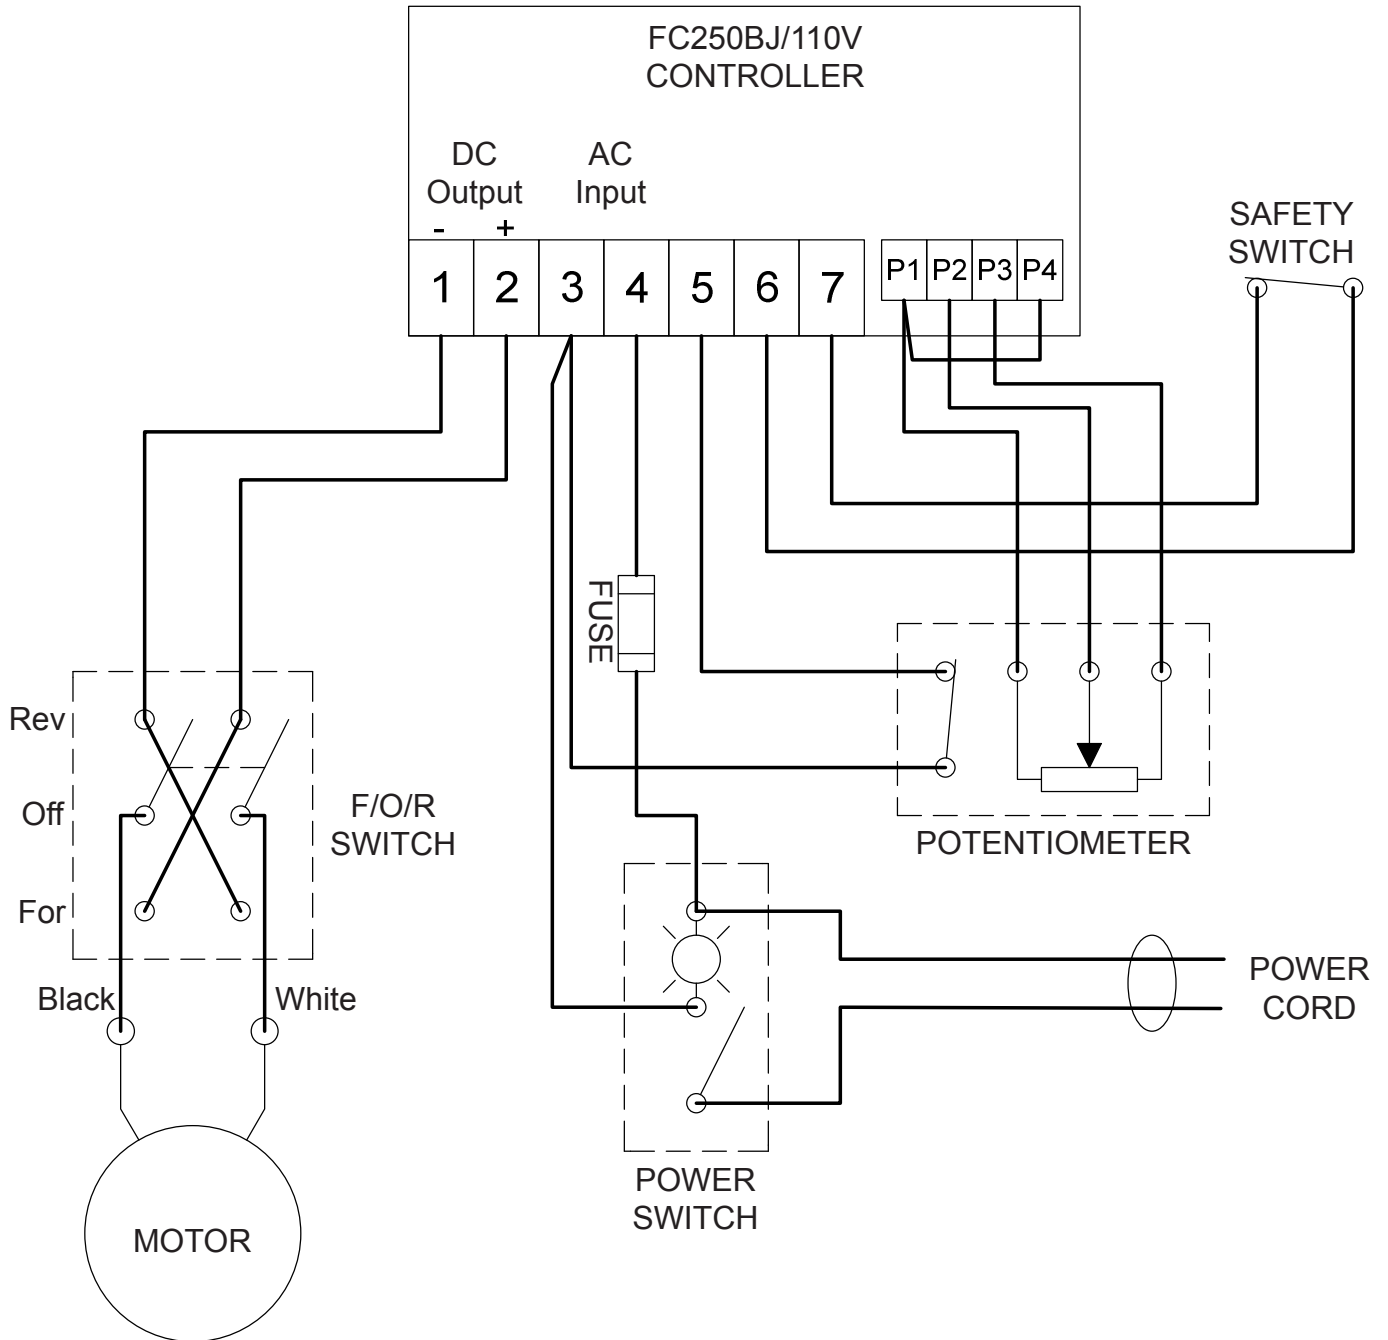 FC250BJ/110V
CONTROLLER
DC
Output
AC
Input
- +
1 2 3 4 5 6 7
P1 P2 P3 P4
SAFETY
SWITCH
FUSE
Rev
Off
For
F/O/R
SWITCH
POTENTIOMETER
Black
White
POWER
CORD
POWER
SWITCH
MOTOR